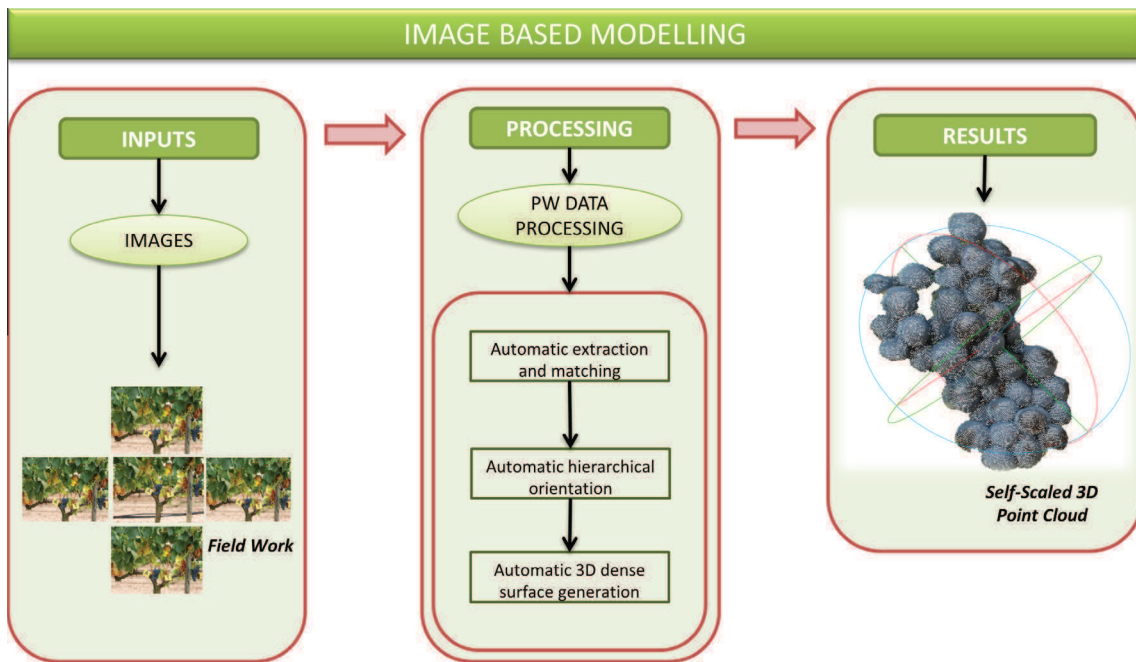 IMAGE BASED MODELLING
INPUTS
IMAGES
Field Work
PROCESSING
PW DATA
PROCESSING
Automatic extraction
and matching
Automatic hierarchical
orientation
Automatic 3D dense
surface generation
RESULTS
Self-Scaled 3D
Point Cloud